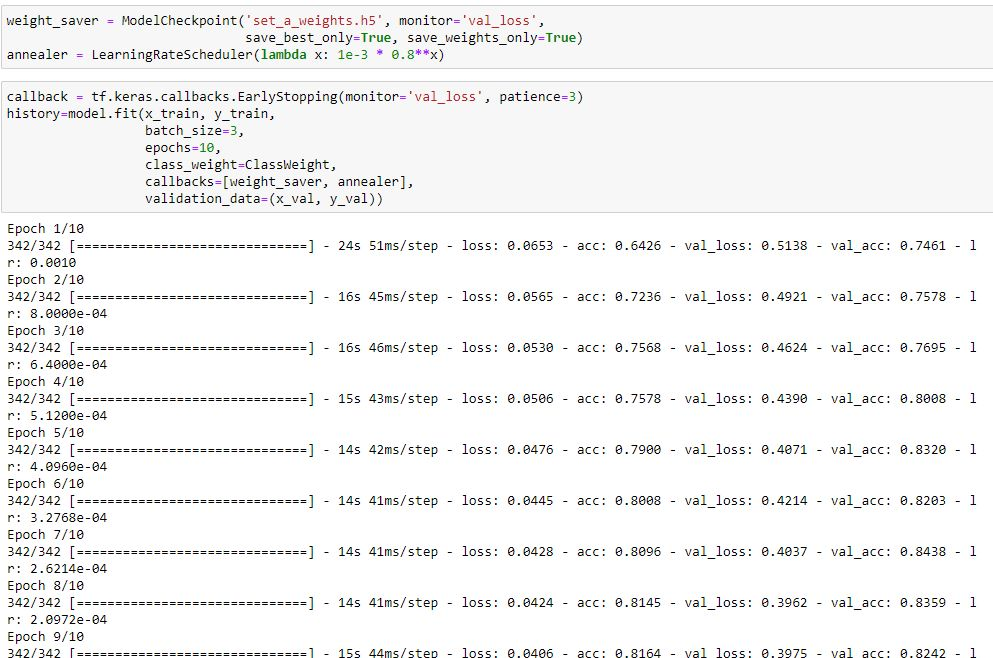 weight_saver = ModelCheckpoint('set_a_weights.h5', monitor='val_loss',
                               save_best_only=True, save_weights_only=True)
annealer = LearningRateScheduler(lambda x: 1e-3 * 0.8**x)
callback = tf.keras.callbacks.EarlyStopping(monitor='val_loss', patience=3)
history=model.fit(x_train, y_train,
                  batch_size=3,
                  epochs=10,
                  class_weight=ClassWeight,
                  callbacks=[weight_saver, annealer],
                  validation_data=(x_val, y_val))
Epoch 1/10
342/342 [==============================] - 24s 51ms/step - loss: 0.0653 - acc: 0.6426 - val_loss: 0.5138 - val_acc: 0.7461 - l
r: 0.0010
Epoch 2/10
342/342 [==============================] - 16s 45ms/step - loss: 0.0565 - acc: 0.7236 - val_loss: 0.4921 - val_acc: 0.7578 - l
r: 8.0000e-04
Epoch 3/10
342/342 [==============================] - 16s 46ms/step - loss: 0.0530 - acc: 0.7568 - val_loss: 0.4624 - val_acc: 0.7695 - l
r: 6.4000e-04
Epoch 4/10
342/342 [==============================] - 15s 43ms/step - loss: 0.0506 - acc: 0.7578 - val_loss: 0.4390 - val_acc: 0.8008 - l
r: 5.1200e-04
Epoch 5/10
342/342 [==============================] - 14s 42ms/step - loss: 0.0476 - acc: 0.7900 - val_loss: 0.4071 - val_acc: 0.8320 - l
r: 4.0960e-04
Epoch 6/10
342/342 [==============================] - 14s 41ms/step - loss: 0.0445 - acc: 0.8008 - val_loss: 0.4214 - val_acc: 0.8203 - l
r: 3.2768e-04
Epoch 7/10
342/342 [==============================] - 14s 41ms/step - loss: 0.0428 - acc: 0.8096 - val_loss: 0.4037 - val_acc: 0.8438 - l
r: 2.6214e-04
Epoch 8/10
342/342 [==============================] - 14s 41ms/step - loss: 0.0424 - acc: 0.8145 - val_loss: 0.3962 - val_acc: 0.8359 - l
r: 2.0972e-04
Epoch 9/10
342/342 [==============================] - 15s 44ms/step - loss: 0.0406 - acc: 0.8164 - val_loss: 0.3975 - val_acc: 0.8242 - l